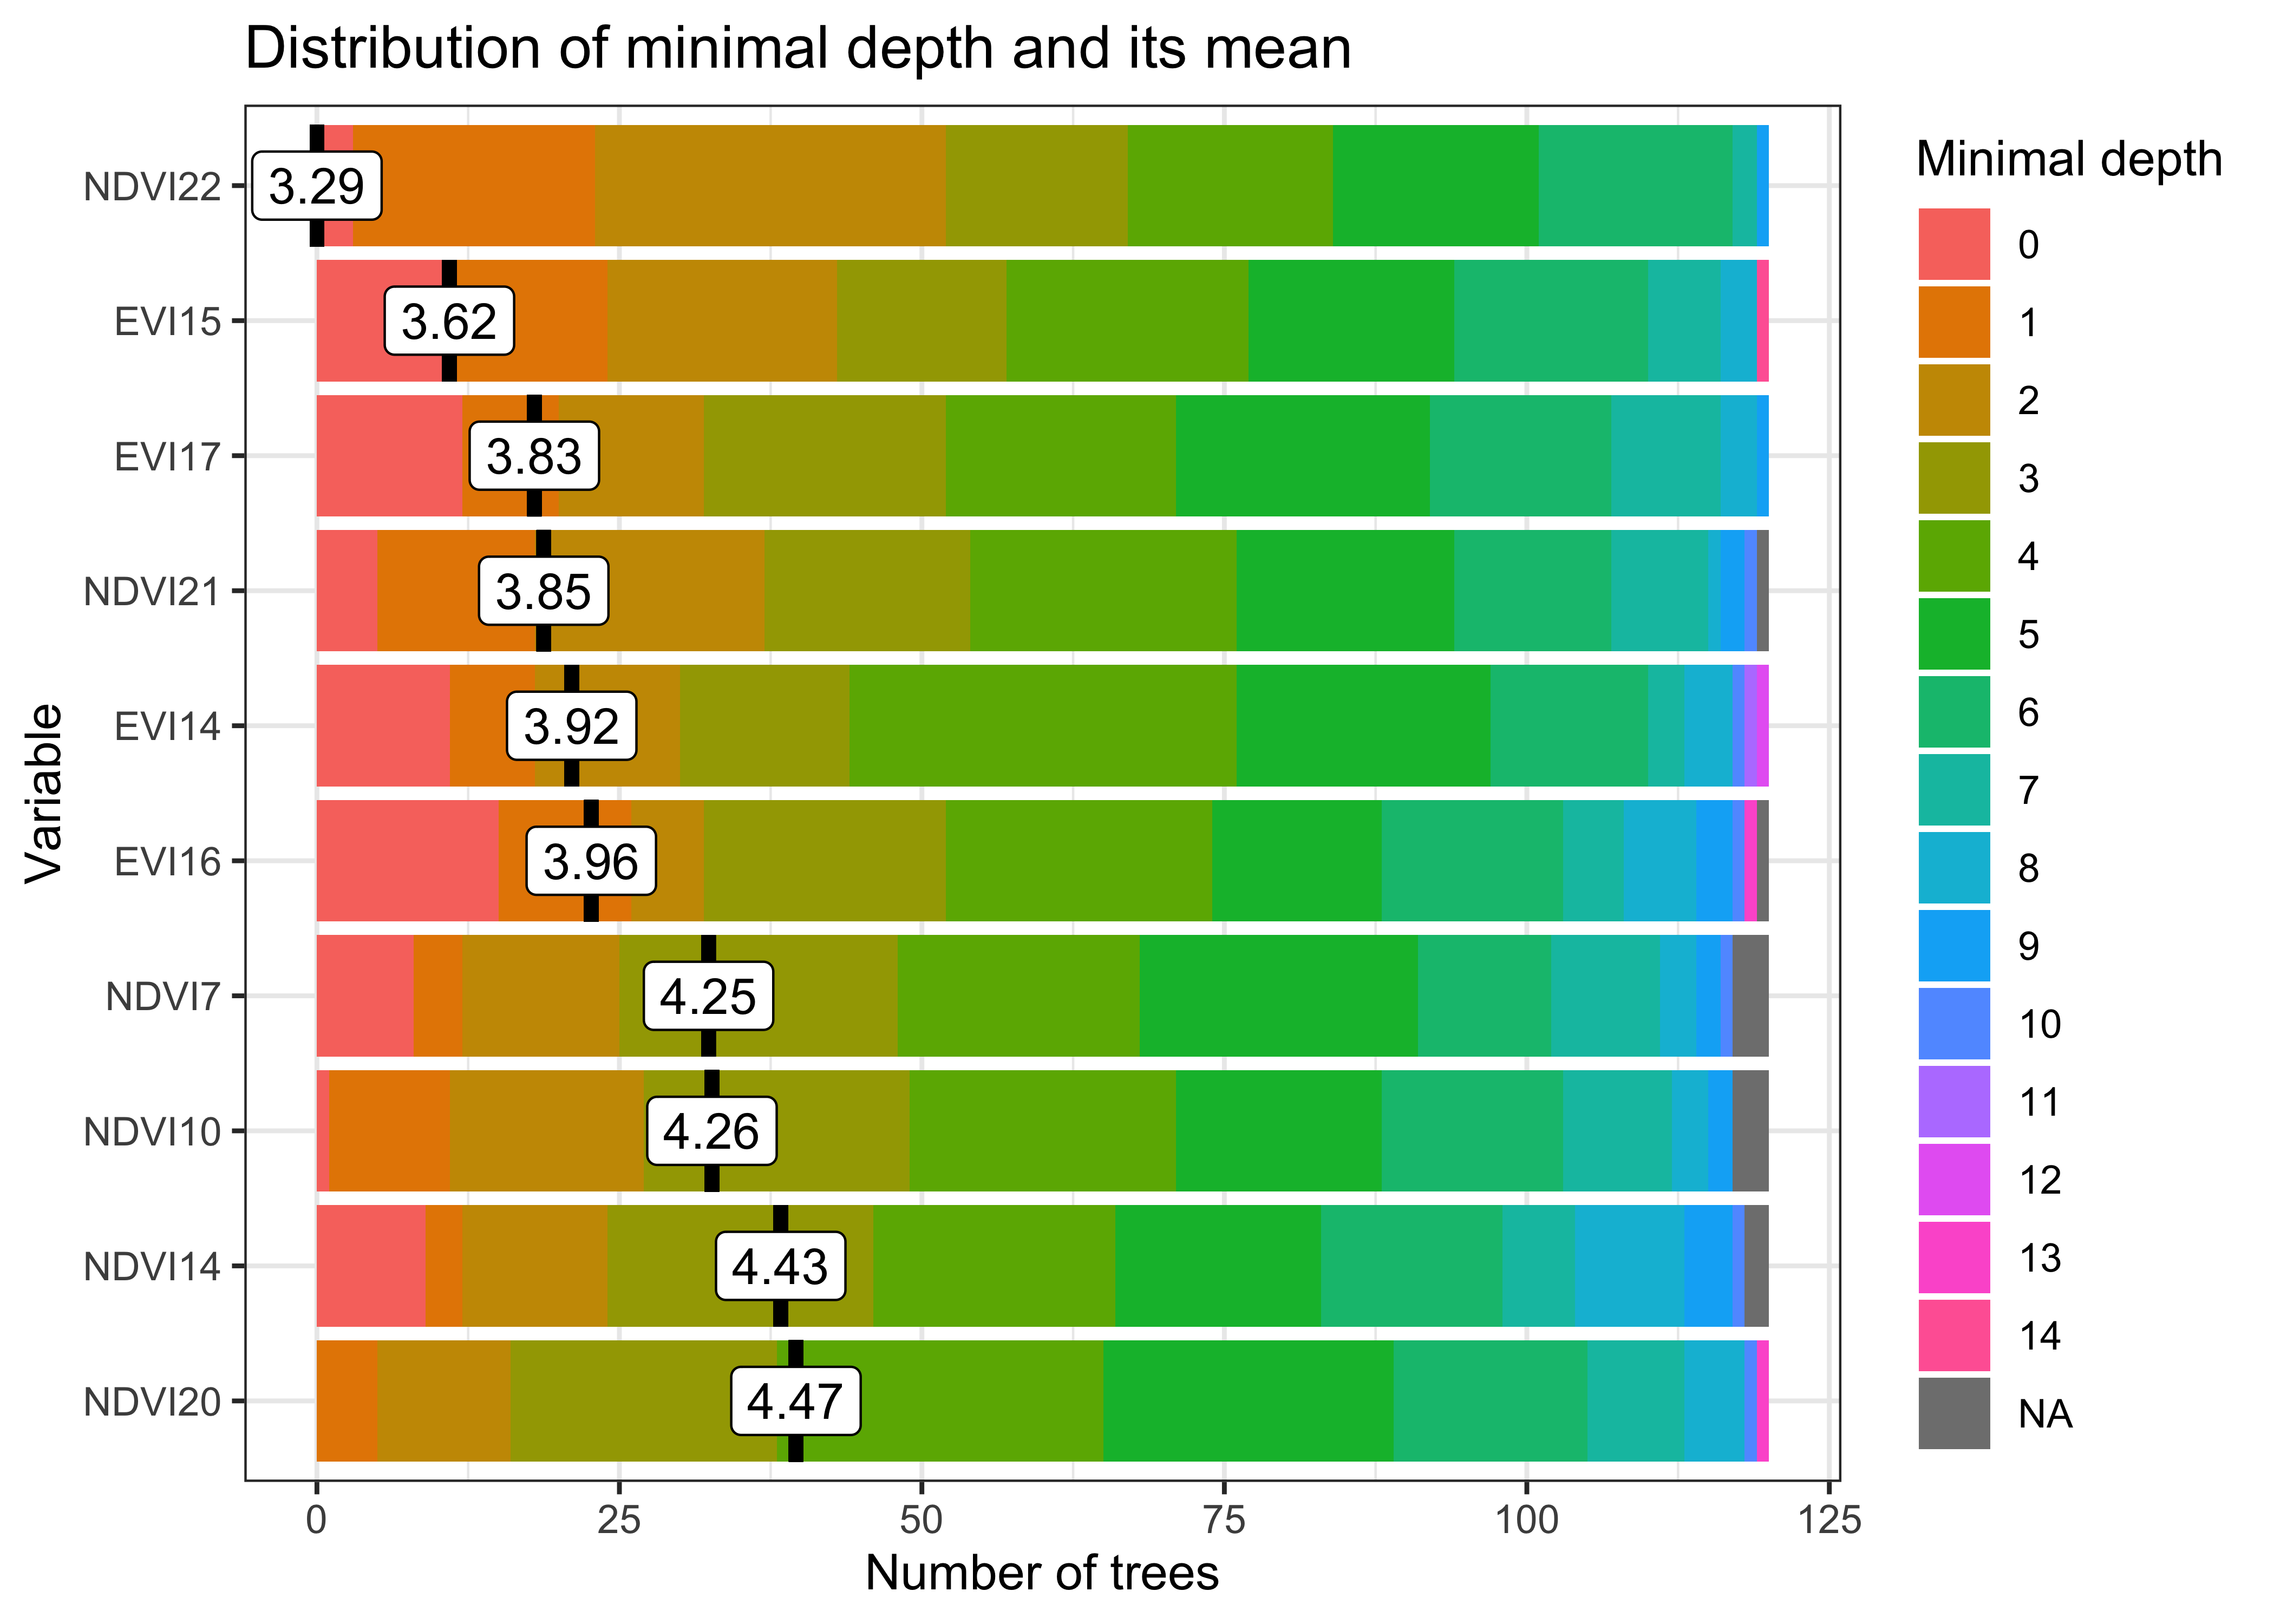 Distribution of minimal depth and its mean
Variable
NDVI22
3.29
EVI15
3.62
EVI17
3.83
NDVI21
3.85
EVI14
3.92
EVI16
3.96
NDVI7
4.25
NDVI10
4.26
NDVI14
4.43
NDVI20
4.47
0 25 50 75 100 125
Number of trees
Minimal depth
0
1
2
3
4
5
6
7
8
9
10
11
12
13
14
NA